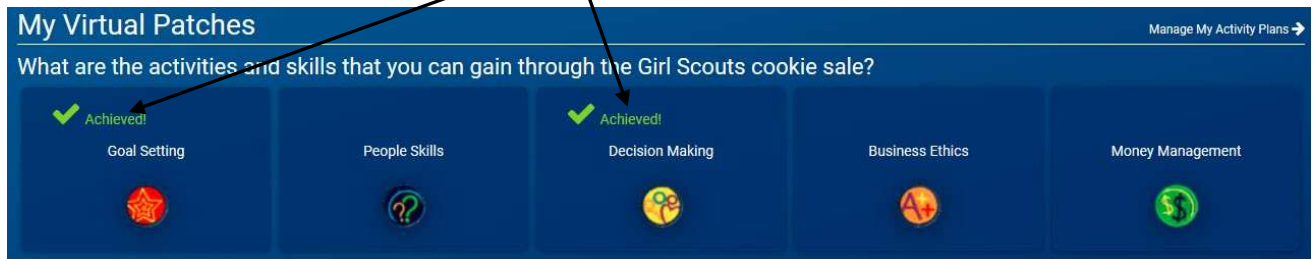 My Virtual Patches
Manage My Activity Plans
What are the activities and skills that you can gain through the Girl Scouts cookie sale?
Achieved!
Goal Setting
People Skills
?
Achieved!
Decision Making
Business Ethics
A+
Money Management
$$